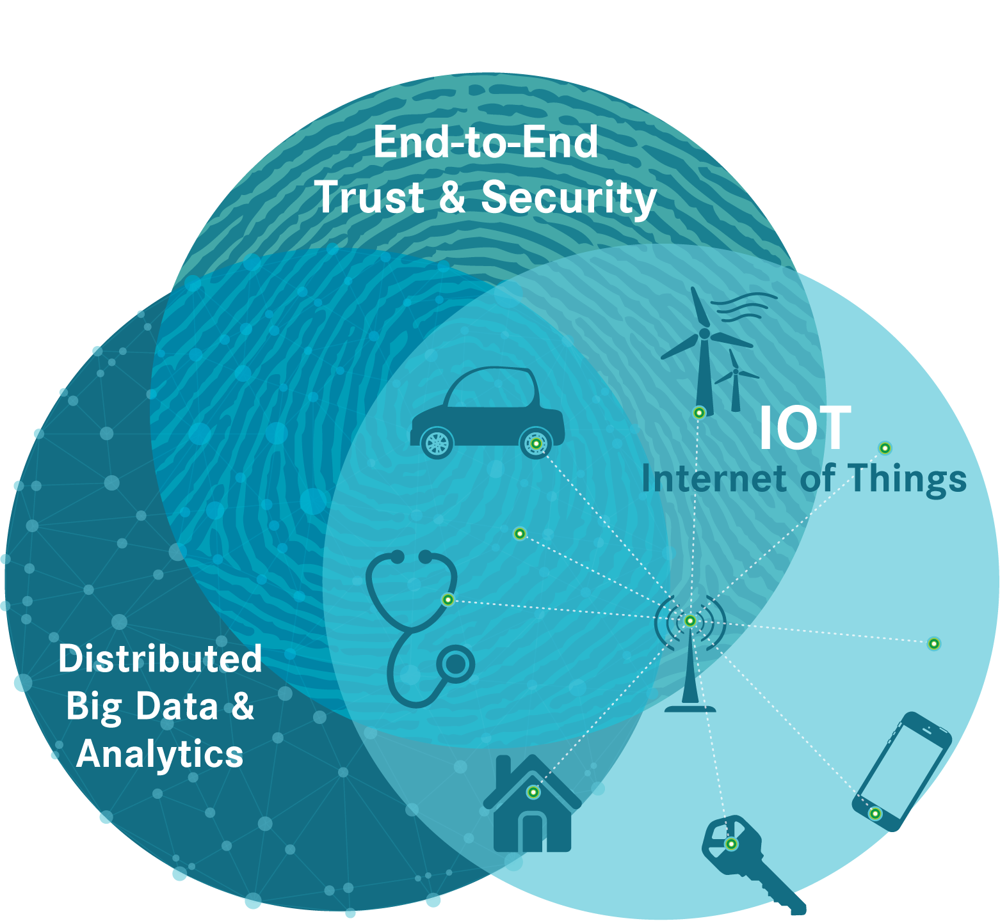 End-to-End
Trust & Security
IOT
Internet of Things
Distributed
Big Data &
Analytics